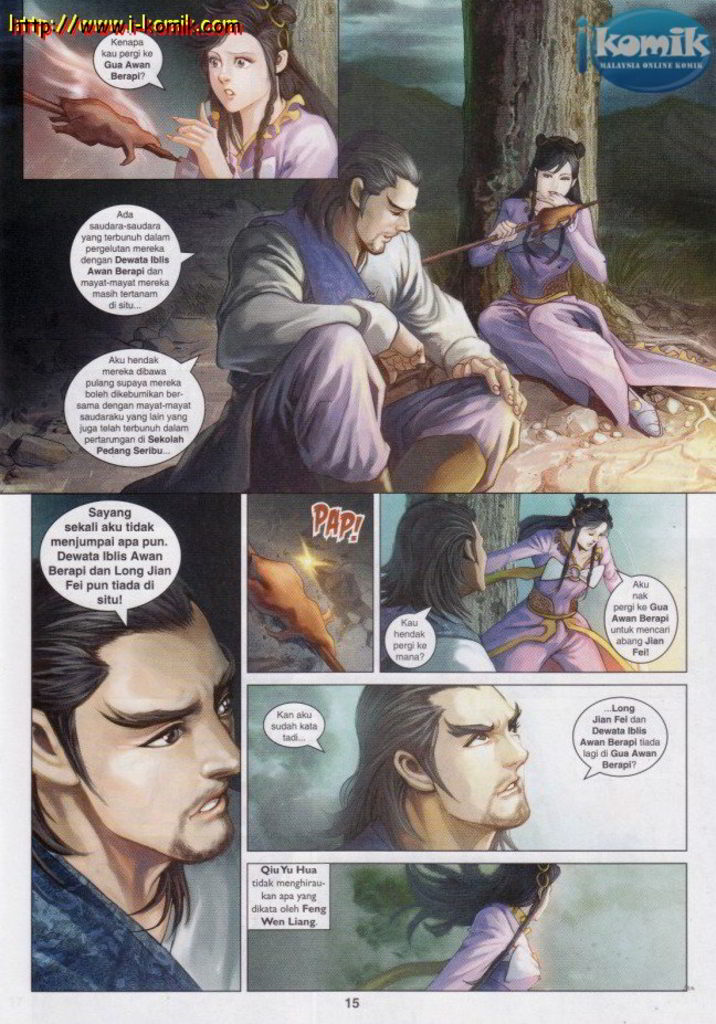 http://www.i-komik.com
ikomik
MALAYSIA ONLINE KOMIK
Kenapa
kau pergi ke
Gua Awan
Berapi?
Ada
saudara-saudara
yang terbunuh dalam
pergelutan mereka
dengan Dewata Iblis
Awan Berapi dan
mayat-mayat mereka
masih tertanam
di situ...
Aku hendak
mereka dibawa
pulang supaya mereka
boleh dikebumikan ber-
sama dengan mayat-mayat
saudaraku yang lain yang
juga telah terbunuh dalam
pertarungan di Sekolah
Pedang Seribu...
Sayang
sekali aku tidak
menjumpai apa pun.
Dewata Iblis Awan
Berapi dan Long Jian
Fei pun tiada di
situ!
PAP!
Kau
hendak
pergi ke
mana?
Aku
nak
pergi ke Gua
Awan Berapi
untuk mencari
abang Jian
Fei!
Kan aku
sudah kata
tadi...
...Long
Jian Fei dan
Dewata Iblis
Awan Berapi tiada
lagi di Gua Awan
Berapi?
Qiu Yu Hua
tidak menghirau-
kan apa yang
dikata oleh Feng
Wen Liang.
15